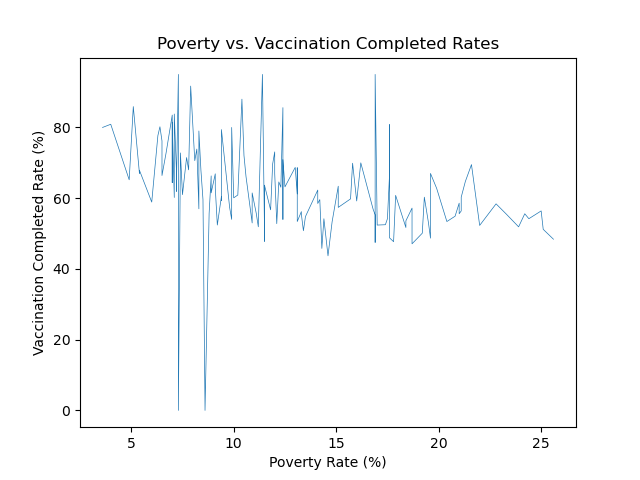 Poverty vs. Vaccination Completed Rates
Vaccination Completed Rate (%)
80
60
40
20
0
5 10 15 20 25
Poverty Rate (%)